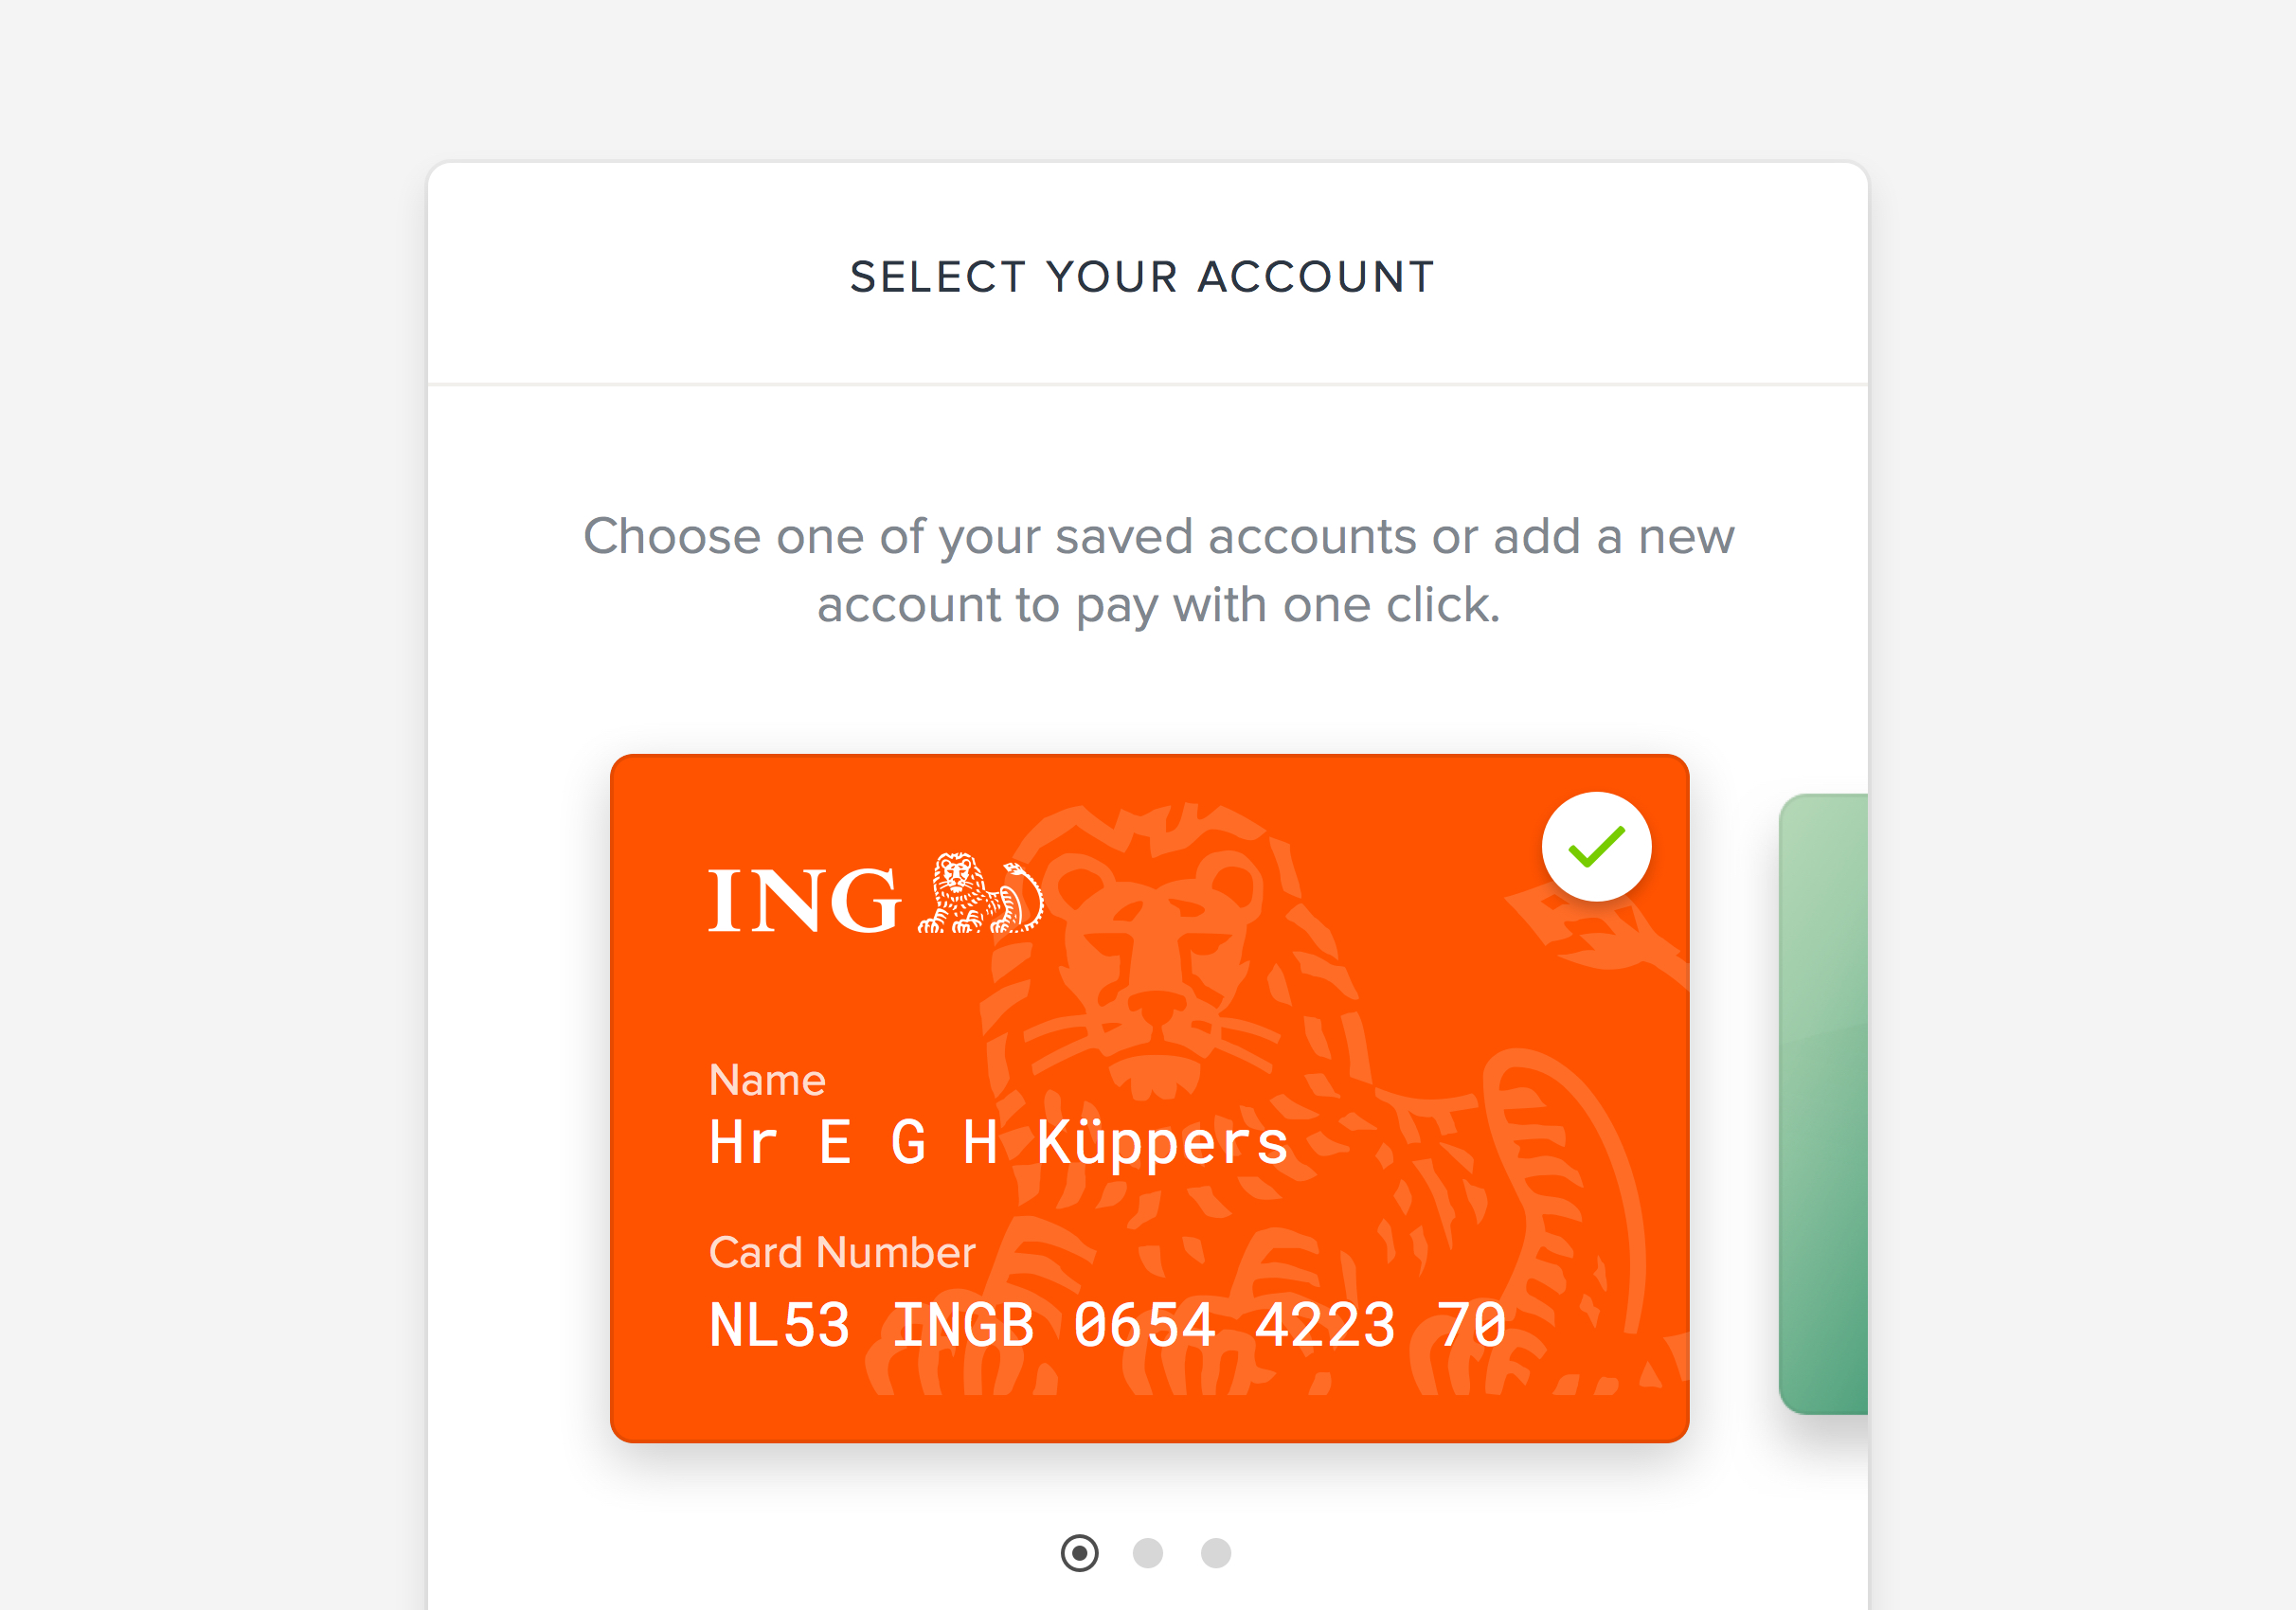 SELECT YOUR ACCOUNT
Choose one of your saved accounts or add a new
account to pay with one click.
ING
Name
Hr E G H Küppers
Card Number
NL53 INGB 0654 4223 70